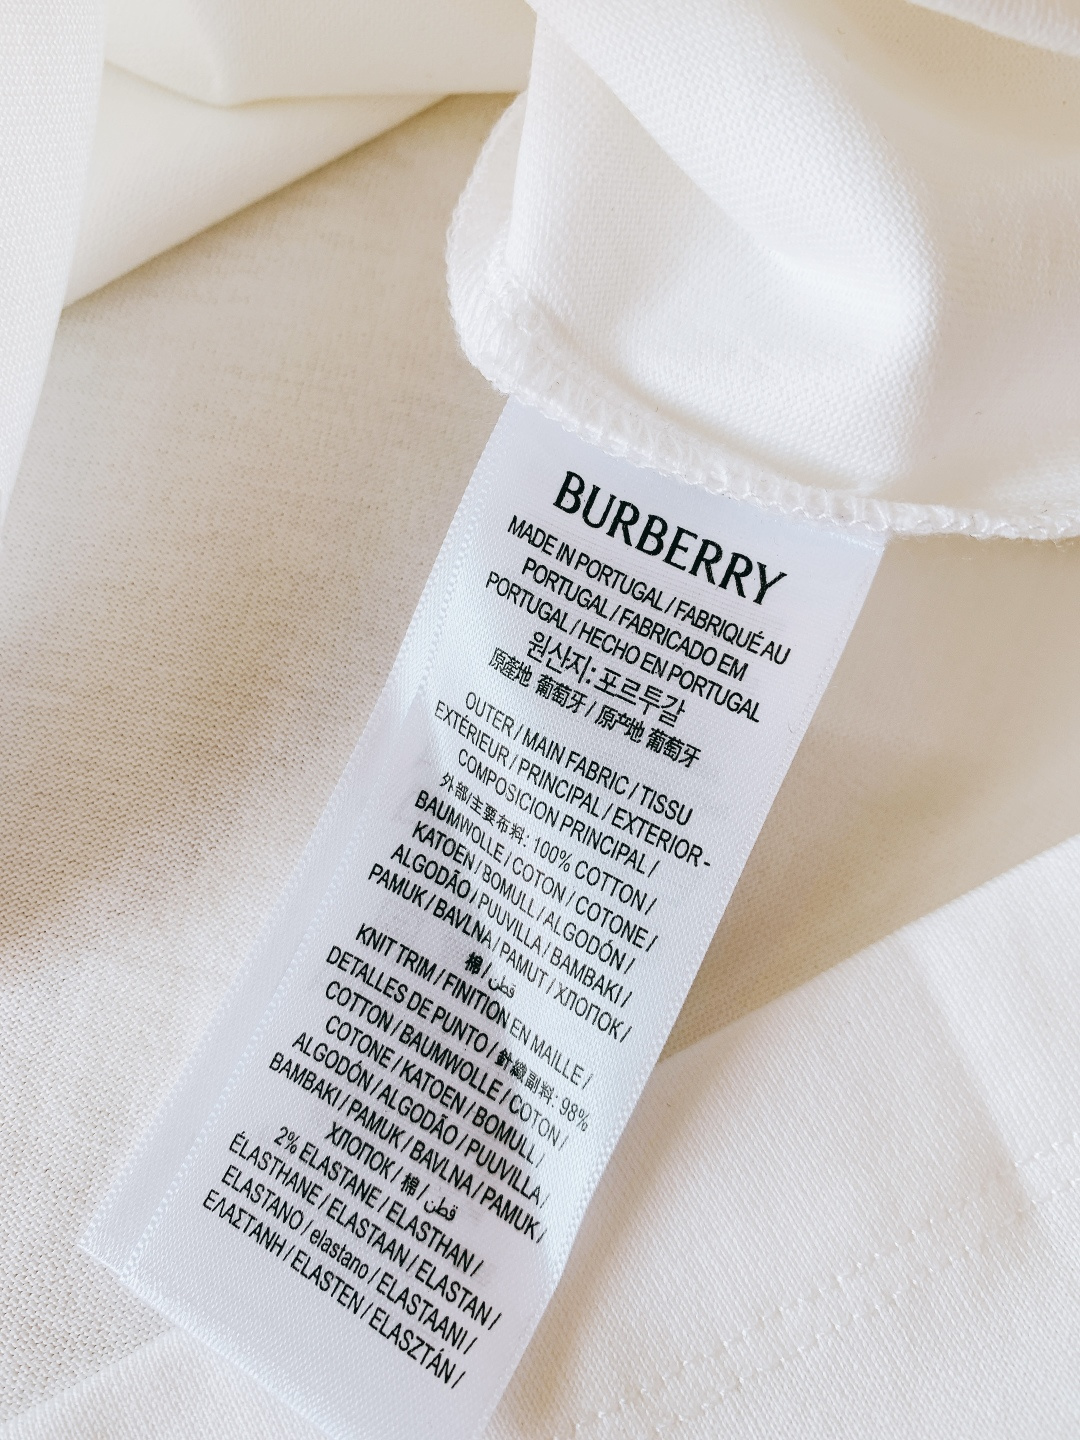 BURBERRY
MADE IN PORTUGAL / FABRIQUÉ AU
PORTUGAL / FABRICADO EM
PORTUGAL / HECHO EN PORTUGAL
원산지: 포르투갈
原產地 葡萄牙 / 原产地 葡萄牙
OUTER / MAIN FABRIC / TISSU
EXTÉRIEUR / PRINCIPAL / EXTERIOR-
COMPOSICION PRINCIPAL /
外部/主要布料: 100% COTTON /
BAUMWOLLE / COTON / COTONE /
KATOEN / BOMULL / ALGODÓN /
ALGODÃO / PUUVILLA / BAMBAKI /
PAMUK / BAVLNA / PAMUT / ХЛОПОК /
棉 / قطن
KNIT TRIM / FINITION EN MAILLE /
DETALLES DE PUNTO / 針織副料: 98%
COTTON / BAUMWOLLE / COTON /
COTONE / KATOEN / BOMULL /
ALGODÓN / ALGODÃO / PUUVILLA /
BAMBAKI / PAMUK / BAVLNA / PAMUK /
ХЛОПОК / 棉 / قطن
2% ELASTANE / ELASTHAN /
ÉLASTHANE / ELASTAAN / ELASTAN /
ELASTANO / elastano / ELASTAANI /
ΕΛΑΣΤΑΝΗ / ELASTEN / ELASZTÁN /